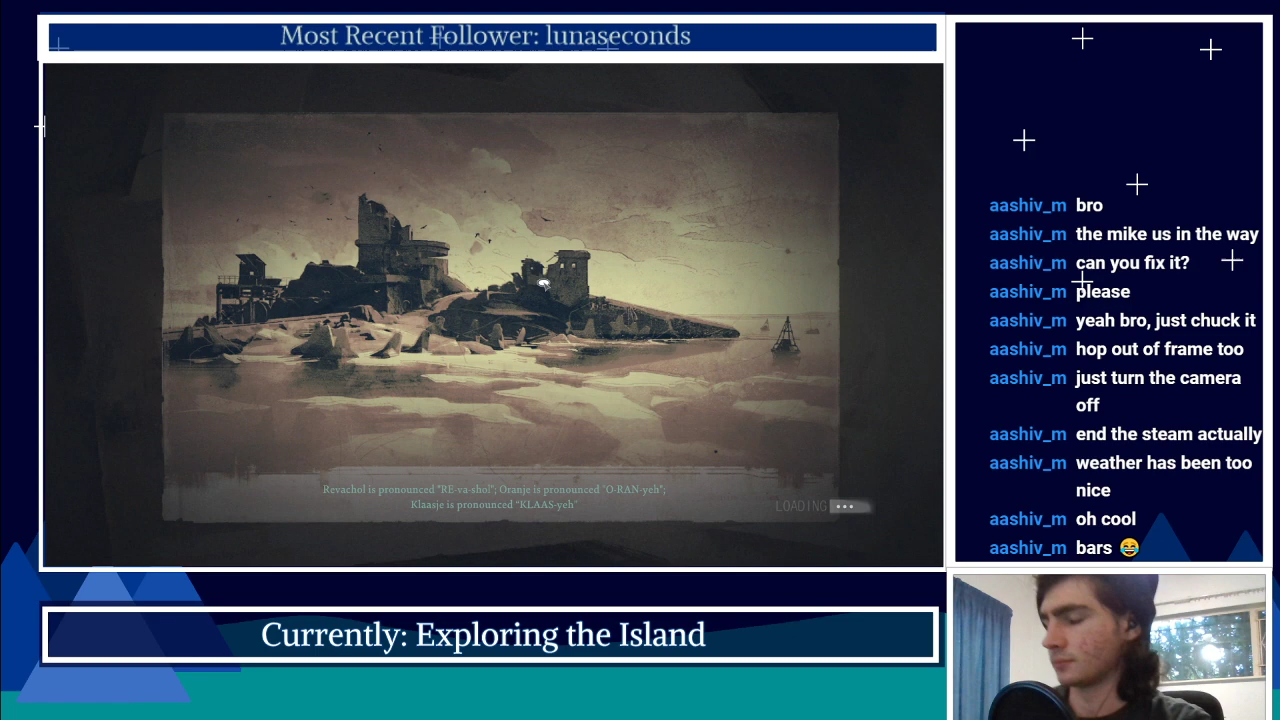 Most Recent Follower: lunaseconds
aashiv_m bro
aashiv_m the mike us in the way
aashiv_m can you fix it?
aashiv_m please
aashiv_m yeah bro, just chuck it
aashiv_m hop out of frame too
aashiv_m just turn the camera
off
aashiv_m end the steam actually
aashiv_m weather has been too
nice
aashiv_m oh cool
aashiv_m bars 😂
Revachol is pronounced "RE-va-shol"; Oranje is pronounced "O-RAN-yeh";
Klaasje is pronounced "KLAAS-yeh"
LOADING
Currently: Exploring the Island